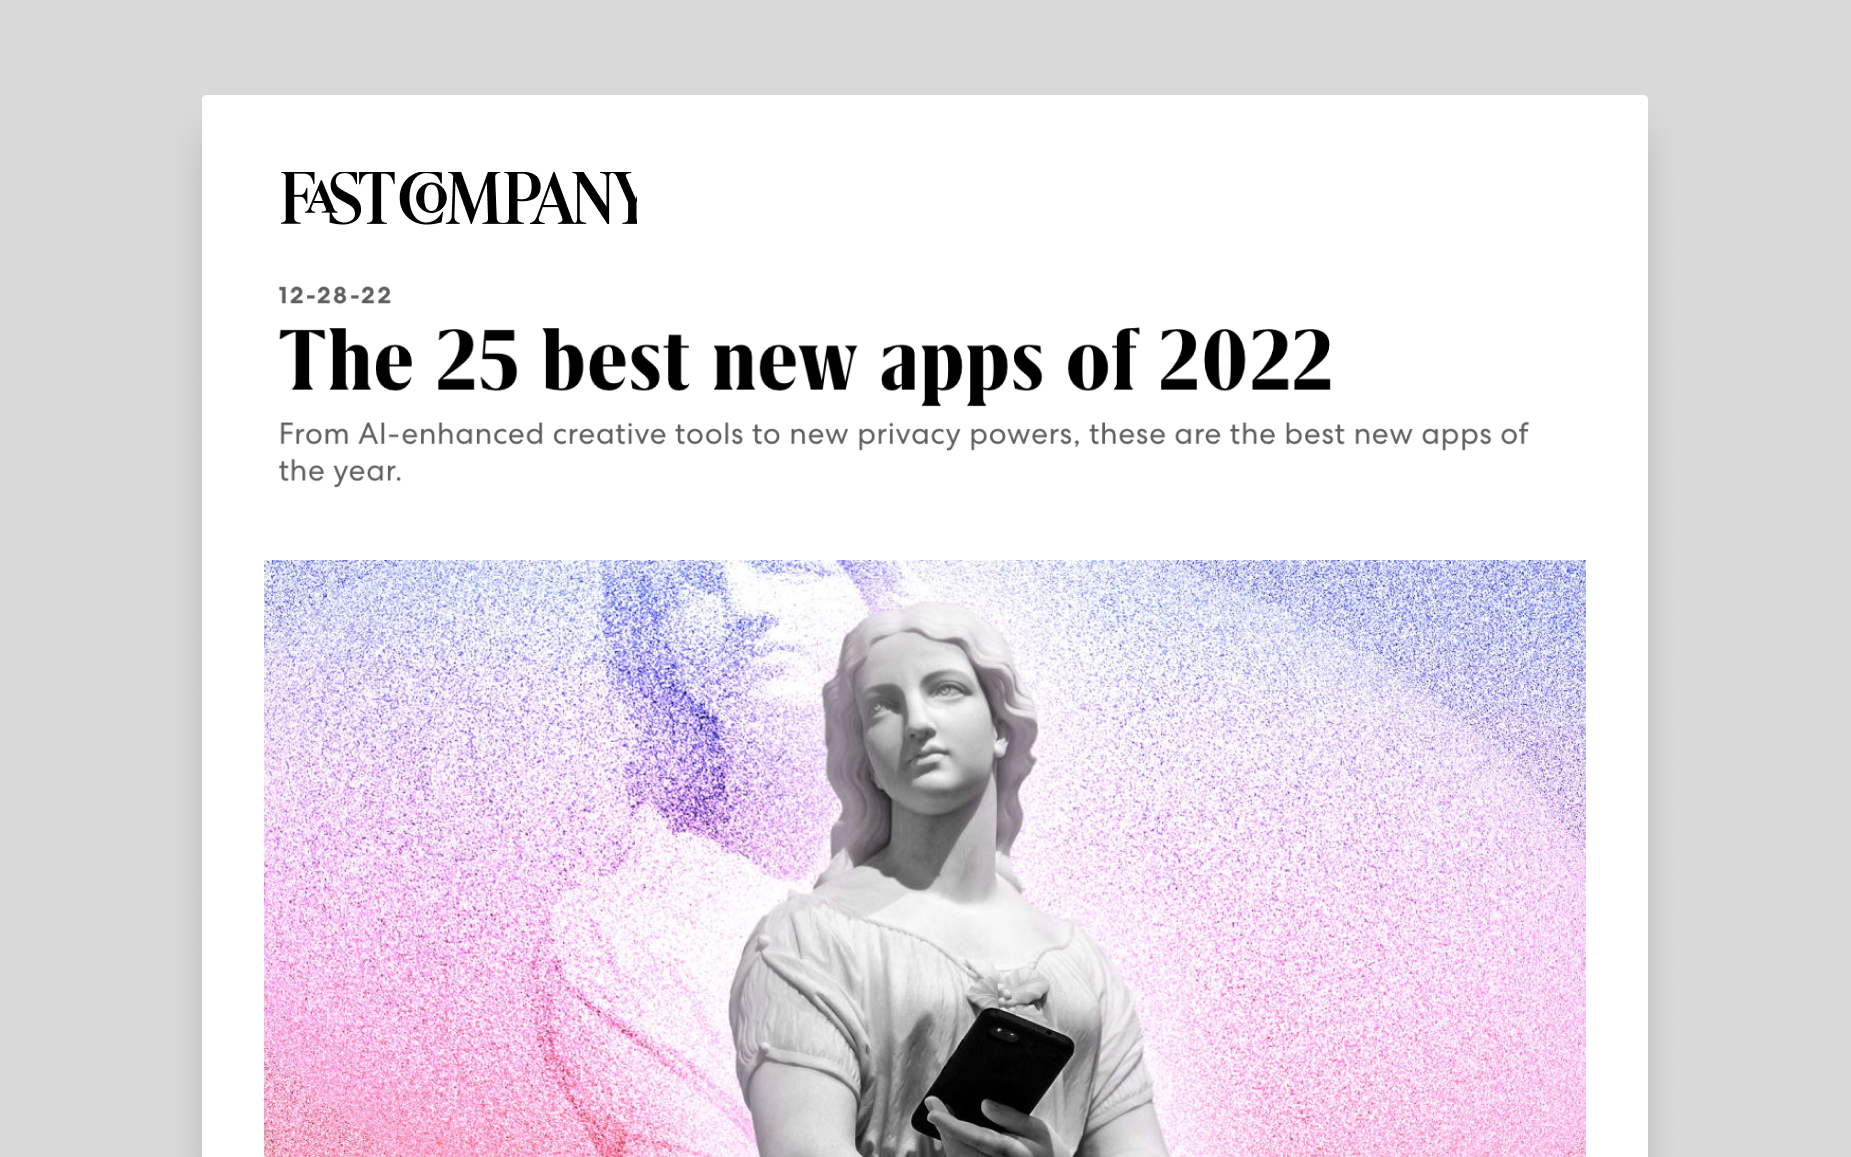 FAST COMPANY
12-28-22
The 25 best new apps of 2022
From AI-enhanced creative tools to new privacy powers, these are the best new apps of
the year.